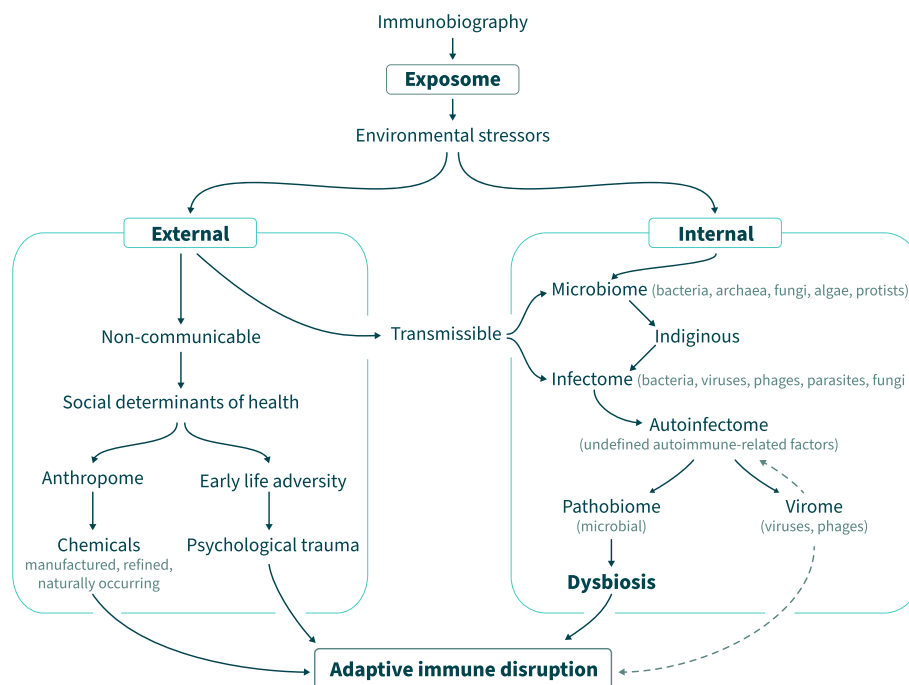 Immunobiography
Exposome
Environmental stressors
External
Non-communicable
Social determinants of health
Anthropome
Early life adversity
Chemicals
manufactured, refined,
naturally occurring
Psychological trauma
Transmissible
Internal
Microbiome (bacteria, archaea, fungi, algae, protists)
Indiginous
Infectome (bacteria, viruses, phages, parasites, fungi
Autoinfectome
(undefined autoimmune-related factors)
Pathobiome
(microbial)
Virome
(viruses, phages)
Dysbiosis
Adaptive immune disruption